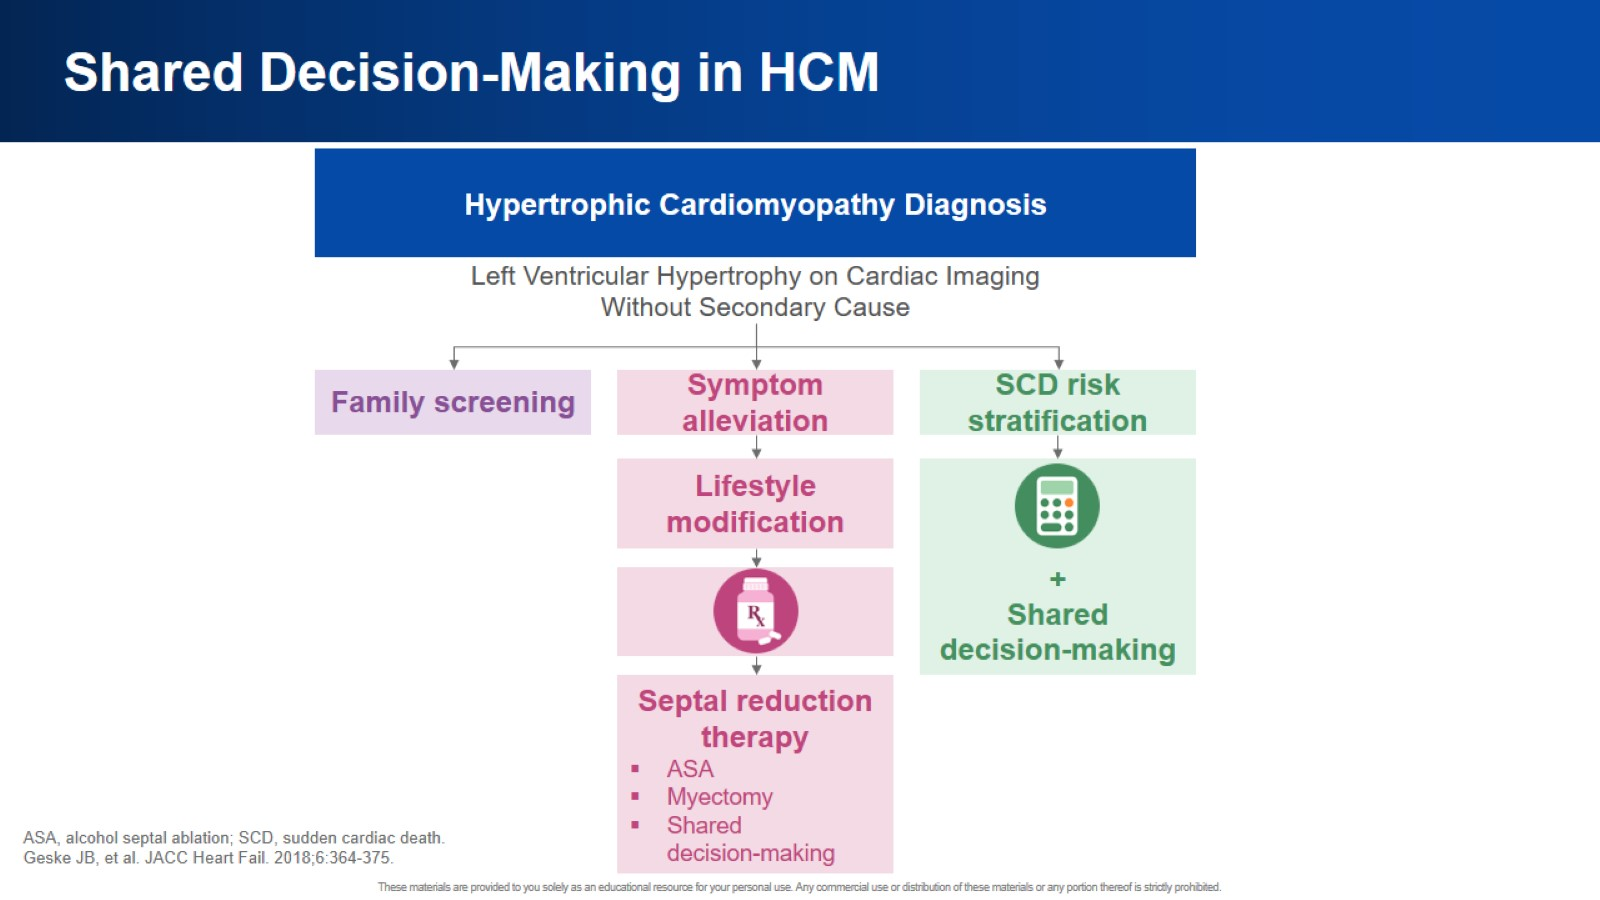 Shared Decision-Making in HCM
Hypertrophic Cardiomyopathy Diagnosis
Left Ventricular Hypertrophy on Cardiac Imaging
Without Secondary Cause
Family screening
Symptom
alleviation
Lifestyle
modification
Rx
Septal reduction
therapy
▪ ASA
▪ Myectomy
▪ Shared
decision-making
SCD risk
stratification
+
Shared
decision-making
ASA, alcohol septal ablation; SCD, sudden cardiac death.
Geske JB, et al. JACC Heart Fail. 2018;6:364-375.
These materials are provided to you solely as an educational resource for your personal use. Any commercial use or distribution of these materials or any portion thereof is strictly prohibited.